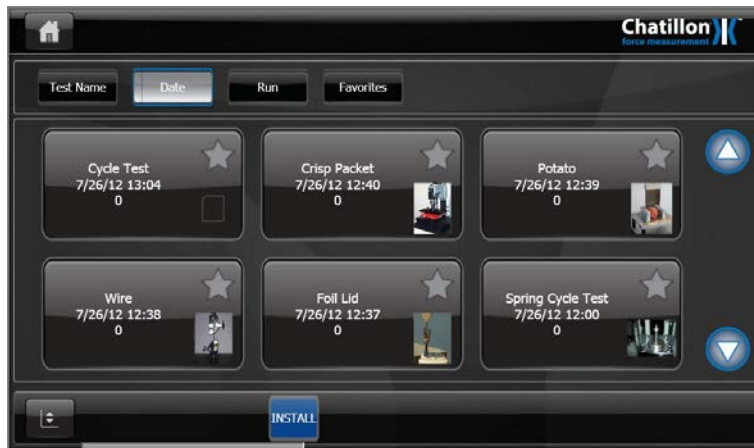 Chatillon
force measurement
Test Name
Date
Run
Favorites
Cycle Test
7/26/12 13:04
0
Crisp Packet
7/26/12 12:40
0
Potato
7/26/12 12:39
0
Wire
7/26/12 12:38
0
Foil Lid
7/26/12 12:37
0
Spring Cycle Test
7/26/12 12:00
0
INSTALL